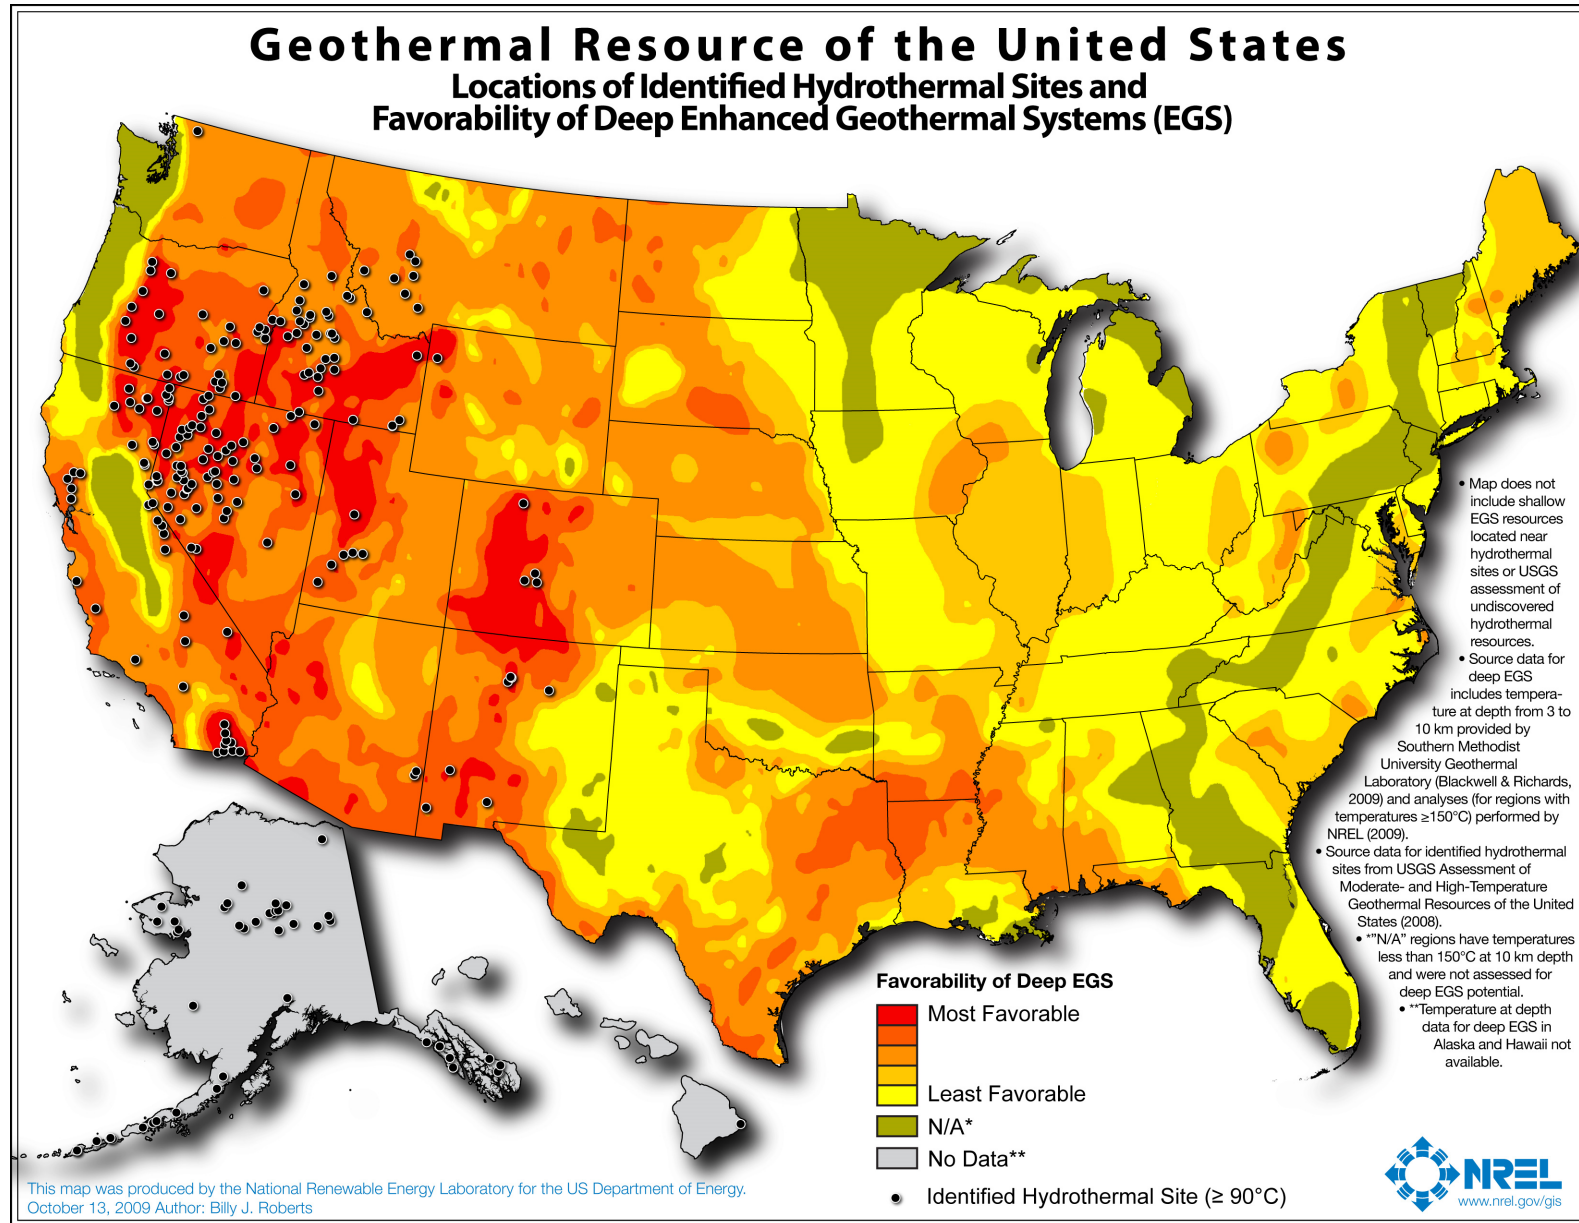 Geothermal Resource of the United States
Locations of Identified Hydrothermal Sites and
Favorability of Deep Enhanced Geothermal Systems (EGS)
• Map does not
include shallow
EGS resources
located near
hydrothermal
sites or USGS
assessment of
undiscovered
hydrothermal
resources.
• Source data for
deep EGS
includes tempera-
ture at depth from 3 to
10 km provided by
Southern Methodist
University Geothermal
Laboratory (Blackwell & Richards,
2009) and analyses (for regions with
temperatures ≥150°C) performed by
NREL (2009).
• Source data for identified hydrothermal
sites from USGS Assessment of
Moderate- and High-Temperature
Geothermal Resources of the United
States (2008).
• *"N/A" regions have temperatures
less than 150°C at 10 km depth
and were not assessed for
deep EGS potential.
• **Temperature at depth
data for deep EGS in
Alaska and Hawaii not
available.
Favorability of Deep EGS
Most Favorable
Least Favorable
N/A*
No Data**
Identified Hydrothermal Site (≥ 90°C)
This map was produced by the National Renewable Energy Laboratory for the US Department of Energy.
October 13, 2009 Author: Billy J. Roberts
NREL
www.nrel.gov/gis